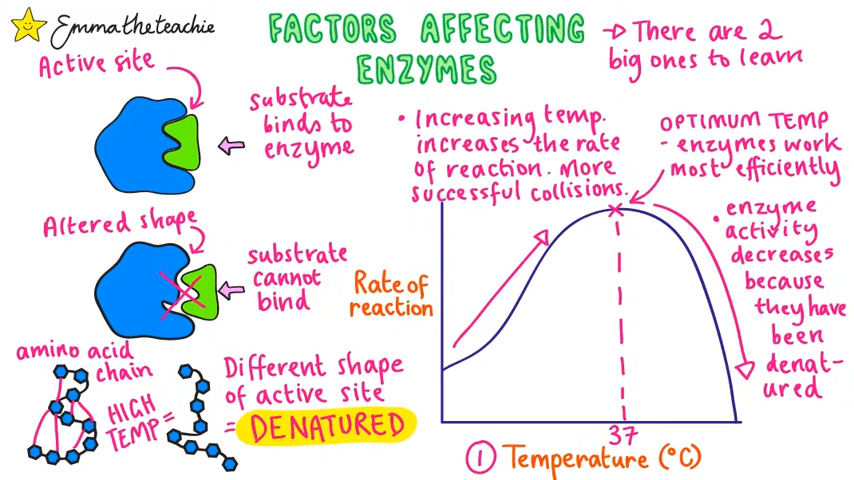 Emmatheteachie
FACTORS AFFECTING
ENZYMES
→ There are 2
big ones to learn
Active site
substrate
binds to
enzyme
Altered shape
substrate
cannot
bind
amino acid
chain
HIGH
TEMP =
Different shape
of active site
= DENATURED
• Increasing temp.
increases the rate
of reaction. More
successful collisions.
OPTIMUM TEMP
- enzymes work
most efficiently
• enzyme
activity
decreases
because
they have
been
denat-
ured
Rate of
reaction
37
1 Temperature (°C)